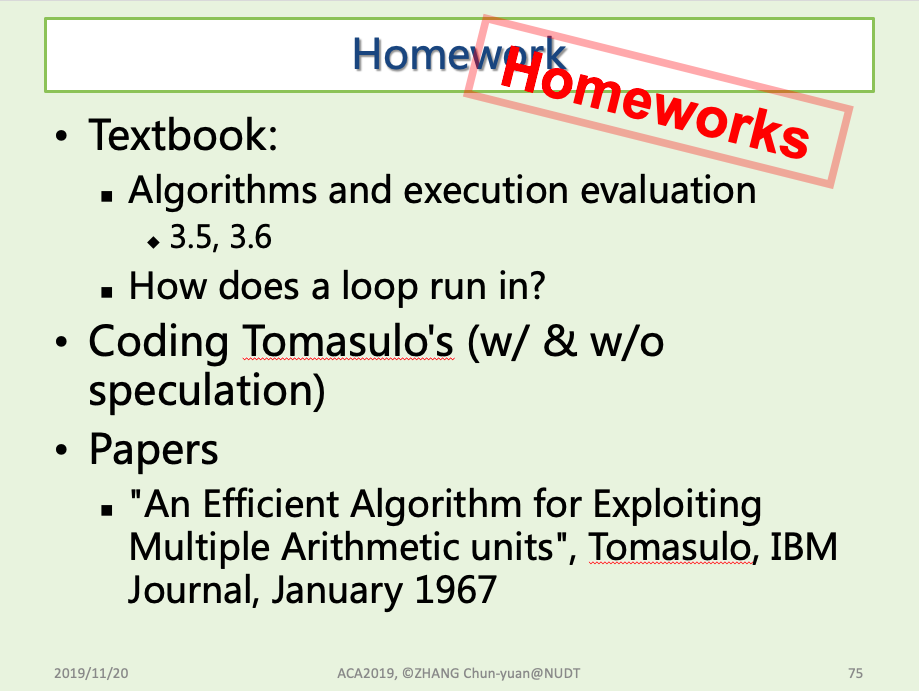 Homework
Homeworks
• Textbook:
▪ Algorithms and execution evaluation
◆ 3.5, 3.6
▪ How does a loop run in?
• Coding Tomasulo's (w/ & w/o
speculation)
• Papers
▪ "An Efficient Algorithm for Exploiting
Multiple Arithmetic units", Tomasulo, IBM
Journal, January 1967
2019/11/20
ACA2019, ©ZHANG Chun-yuan@NUDT
75